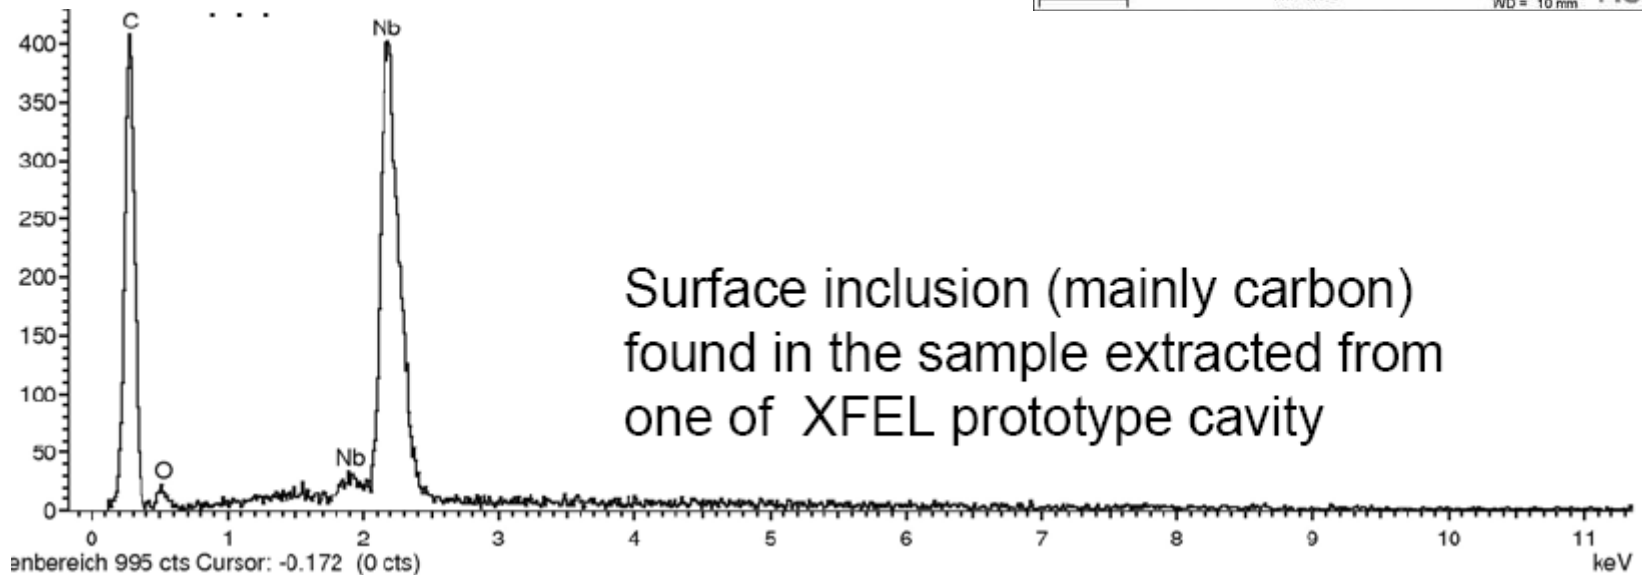 WD = 10 mm
C
Nb
400
350
300
250
200
150
100
50
0
Nb
O
Surface inclusion (mainly carbon)
found in the sample extracted from
one of XFEL prototype cavity
0 1 2 3 4 5 6 7 8 9 10 11
enbereich 995 cts Cursor: -0.172 (0 cts)
keV